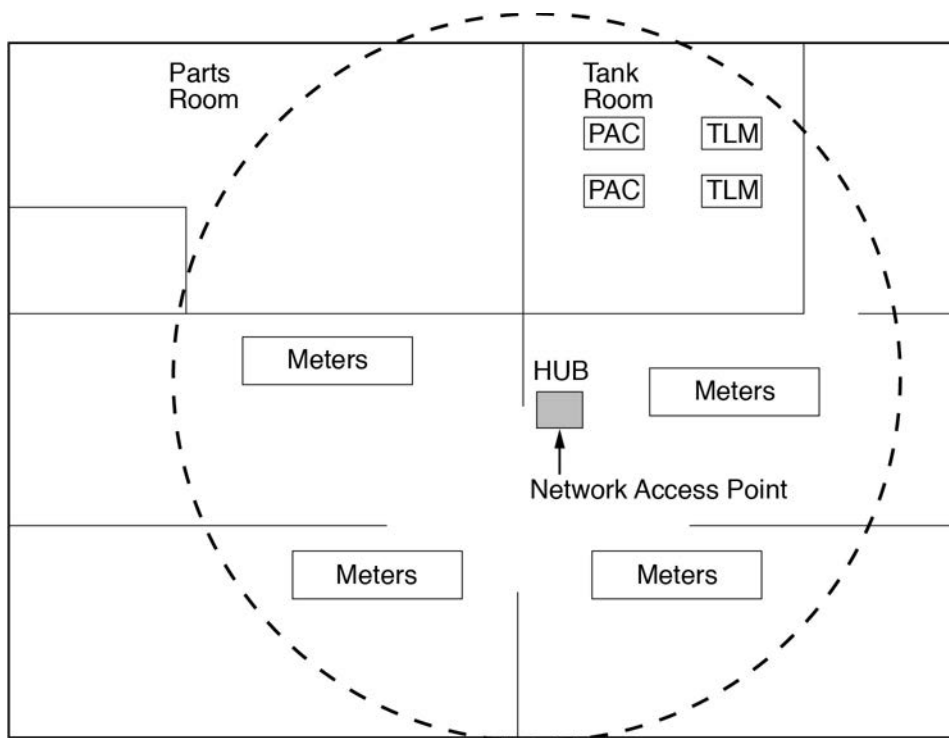 Parts
Room
Tank
Room
PAC
TLM
PAC
TLM
Meters
HUB
Meters
Network Access Point
Meters
Meters